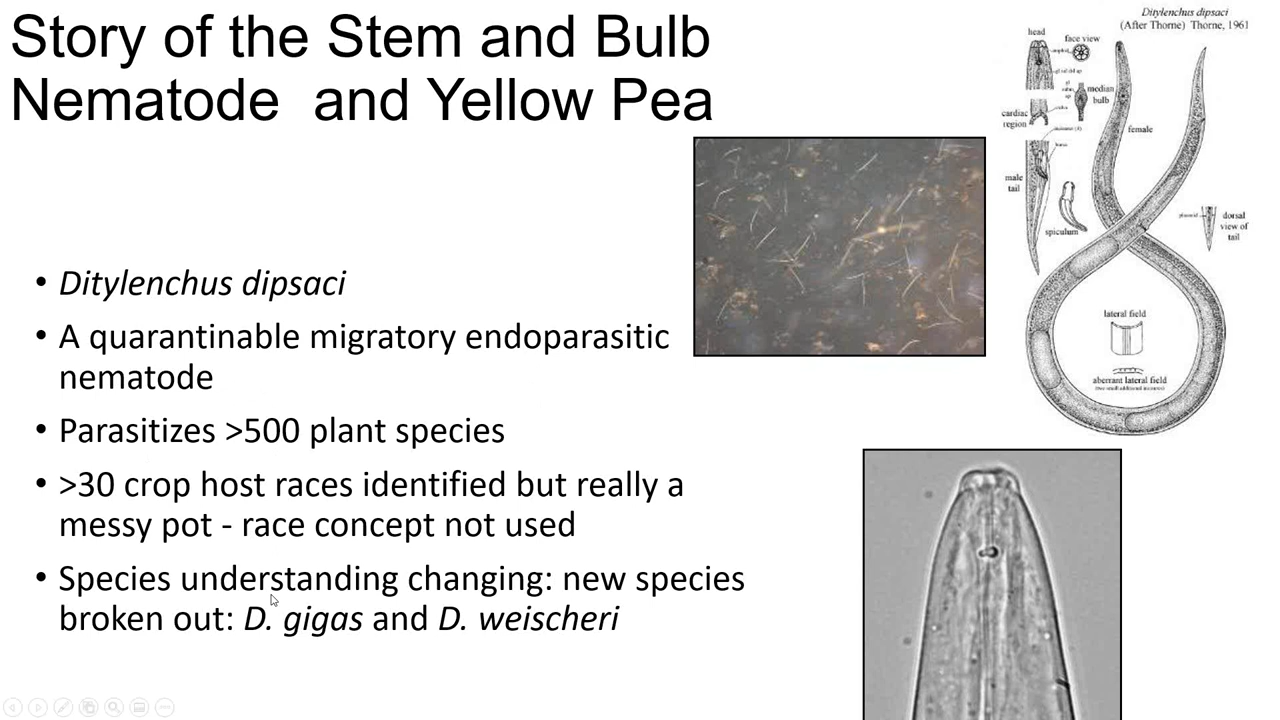 Story of the Stem and Bulb
Nematode and Yellow Pea
• Ditylenchus dipsaci
• A quarantinable migratory endoparasitic
nematode
• Parasitizes >500 plant species
• >30 crop host races identified but really a
messy pot - race concept not used
• Species understanding changing: new species
broken out: D. gigas and D. weischeri
Ditylenchus dipsaci
(After Thorne) Thorne, 1961
head
face view
amphid
median
bulb
cardiac
region
female
male
tail
spiculum
dorsal
view of
tail
lateral field
aberrant lateral field